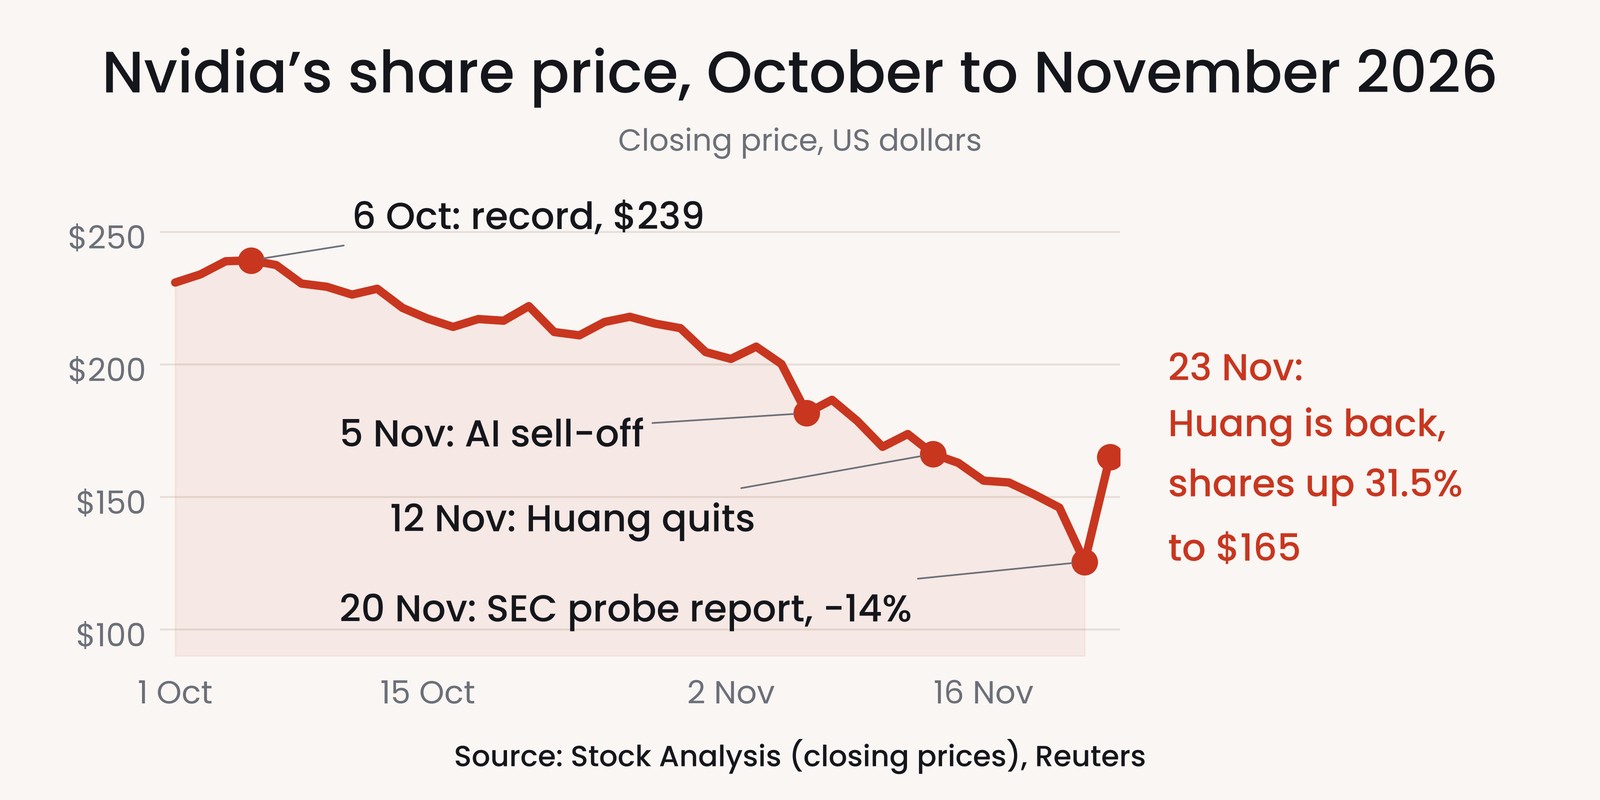 Nvidia’s share price, October to November 2026
Closing price, US dollars
6 Oct: record, $239
$250
$200
23 Nov:
Huang is back,
5 Nov: AI sell-off
shares up 31.5%
$150
12 Nov: Huang quits
to $165
20 Nov: SEC probe report, -14%
$100
1 Oct
15 Oct
2 Nov
16 Nov
Source: Stock Analysis (closing prices), Reuters